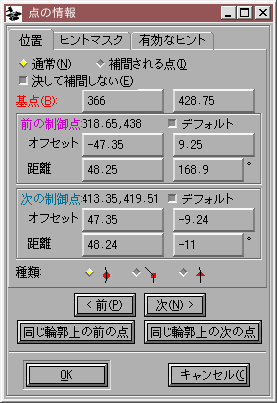 点の情報
位置 ヒントマスク 有効なヒント
通常(N) 補間される点(I
決して補間しない(E)
基点(B): 366 428.75
前の制御点 318.65,438 デフォルト
オフセット -47.35 9.25
距離 48.25 168.9 °
次の制御点 413.35,419.51 デフォルト
オフセット 47.35 -9.24
距離 48.24 -11 °
種類:
< 前(P) 次(N) >
同じ輪郭上の前の点 同じ輪郭上の次の点
OK キャンセル(C